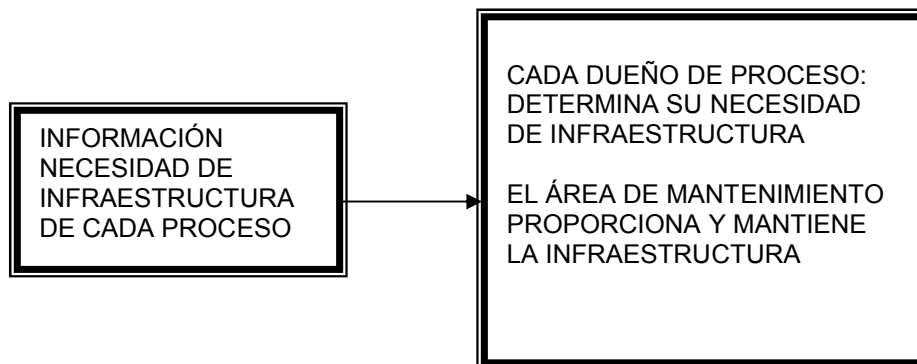 INFORMACIÓN
NECESIDAD DE
INFRAESTRUCTURA
DE CADA PROCESO
CADA DUEÑO DE PROCESO:
DETERMINA SU NECESIDAD
DE INFRAESTRUCTURA
EL ÁREA DE MANTENIMIENTO
PROPORCIONA Y MANTIENE
LA INFRAESTRUCTURA